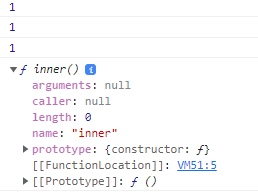 1
1
1
▼ ƒ inner() i
arguments: null
caller: null
length: 0
name: "inner"
▶ prototype: {constructor: ƒ}
[[FunctionLocation]]: VM51:5
▶ [[Prototype]]: ƒ ()